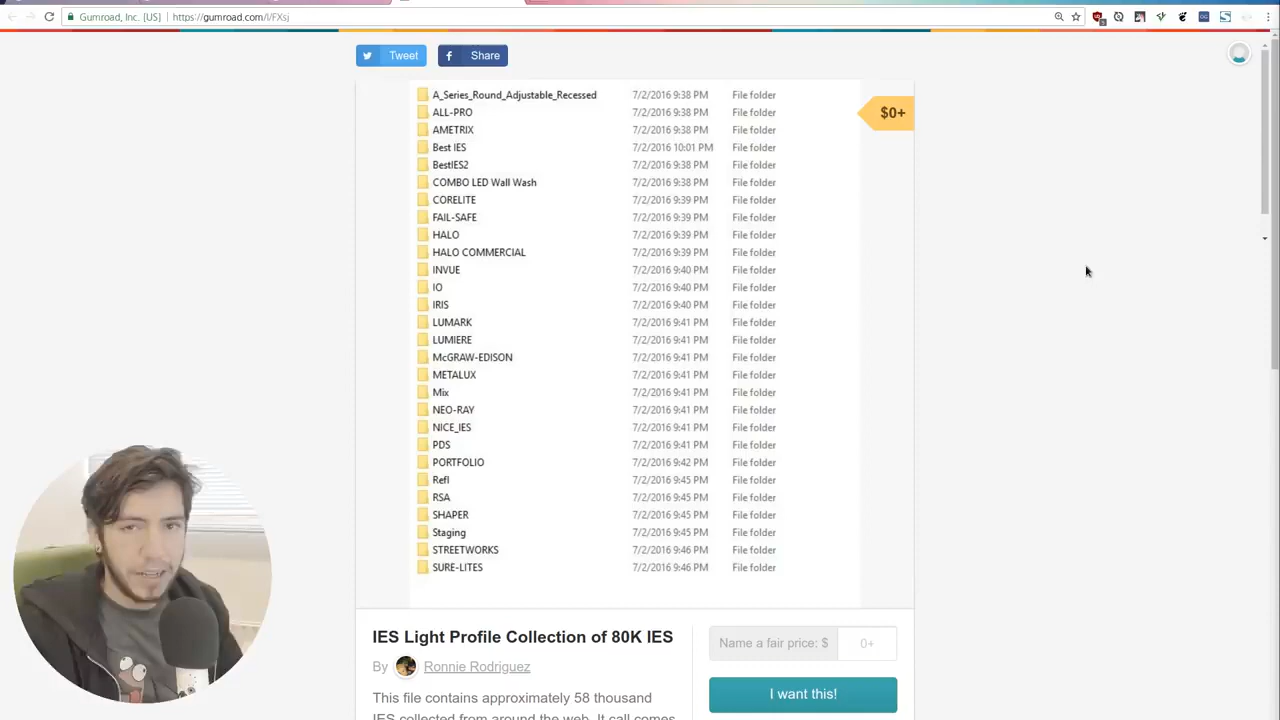 Gumroad, Inc. [US] | https://gumroad.com/l/FXsj
Tweet
Share
$0+
A_Series_Round_Adjustable_Recessed 7/2/2016 9:38 PM File folder
ALL-PRO 7/2/2016 9:38 PM File folder
AMETRIX 7/2/2016 9:38 PM File folder
Best IES 7/2/2016 10:01 PM File folder
BestIES2 7/2/2016 9:38 PM File folder
COMBO LED Wall Wash 7/2/2016 9:38 PM File folder
CORELITE 7/2/2016 9:39 PM File folder
FAIL-SAFE 7/2/2016 9:39 PM File folder
HALO 7/2/2016 9:39 PM File folder
HALO COMMERCIAL 7/2/2016 9:39 PM File folder
INVUE 7/2/2016 9:40 PM File folder
IO 7/2/2016 9:40 PM File folder
IRIS 7/2/2016 9:40 PM File folder
LUMARK 7/2/2016 9:41 PM File folder
LUMIERE 7/2/2016 9:41 PM File folder
McGRAW-EDISON 7/2/2016 9:41 PM File folder
METALUX 7/2/2016 9:41 PM File folder
Mix 7/2/2016 9:41 PM File folder
NEO-RAY 7/2/2016 9:41 PM File folder
NICE_IES 7/2/2016 9:41 PM File folder
PDS 7/2/2016 9:41 PM File folder
PORTFOLIO 7/2/2016 9:42 PM File folder
Refl 7/2/2016 9:45 PM File folder
RSA 7/2/2016 9:45 PM File folder
SHAPER 7/2/2016 9:45 PM File folder
Staging 7/2/2016 9:45 PM File folder
STREETWORKS 7/2/2016 9:46 PM File folder
SURE-LITES 7/2/2016 9:46 PM File folder
IES Light Profile Collection of 80K IES
By Ronnie Rodriguez
This file contains approximately 58 thousand
IES collected from around the web. It call comes
Name a fair price: $ 0+
I want this!